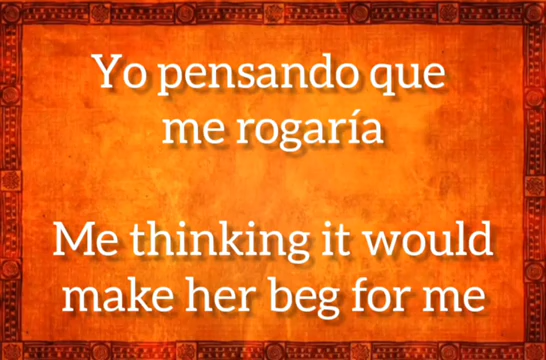 Yo pensando que
me rogaría
Me thinking it would
make her beg for me